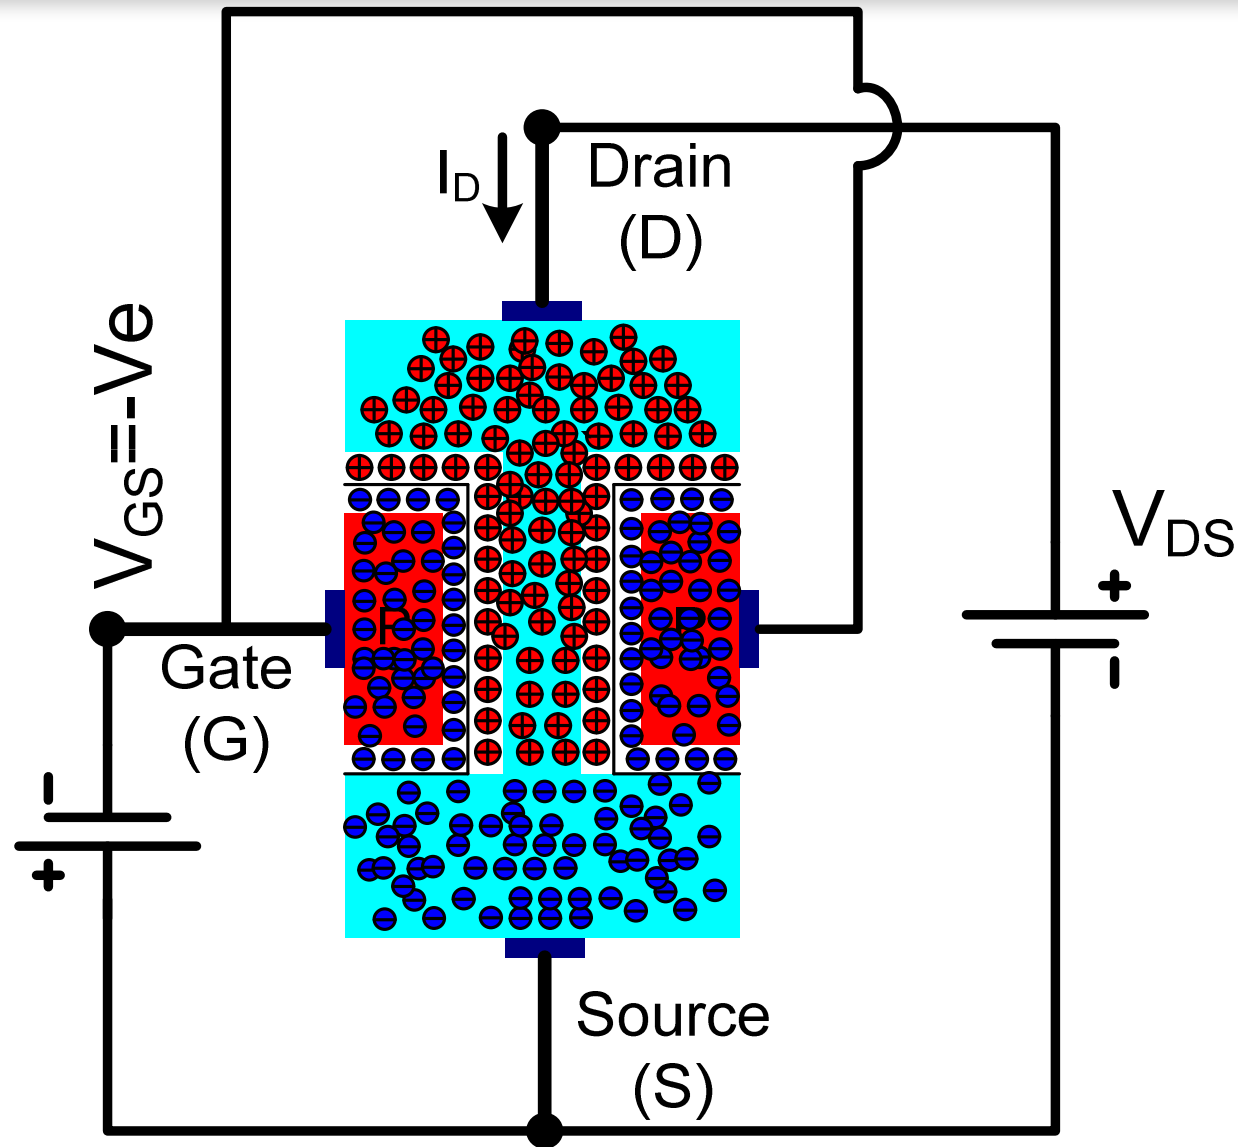 I_D
Drain
(D)
V_GS=-Ve
V_DS
+
-
P
P
Gate
(G)
-
+
Source
(S)